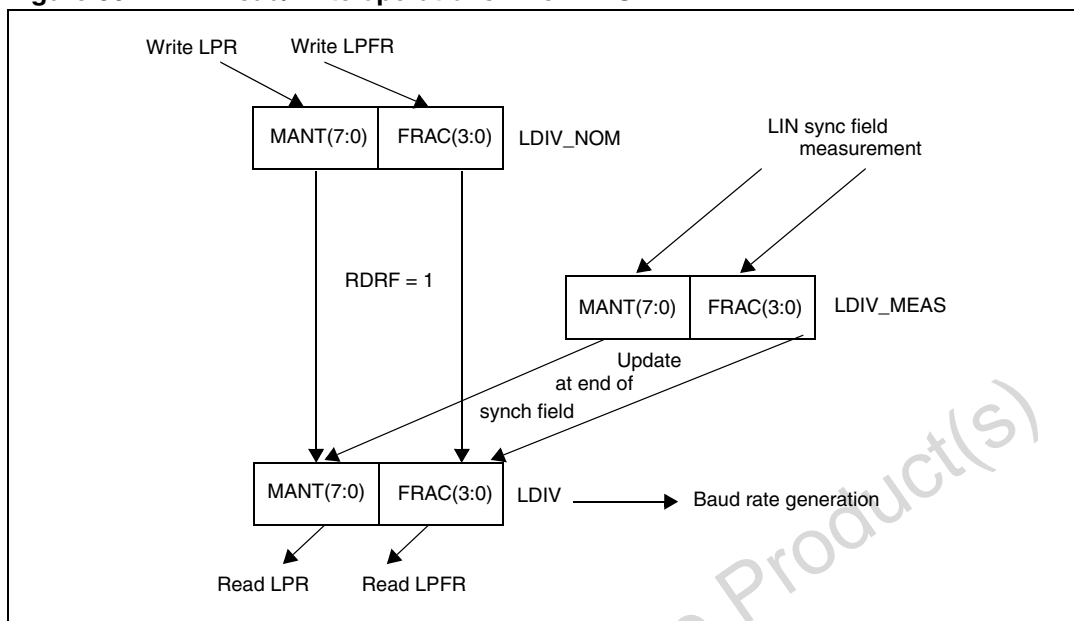 Write LPR
Write LPFR
MANT(7:0)
FRAC(3:0)
LDIV_NOM
LIN sync field
measurement
RDRF = 1
MANT(7:0)
FRAC(3:0)
LDIV_MEAS
Update
at end of
synch field
MANT(7:0)
FRAC(3:0)
LDIV
Baud rate generation
Read LPR
Read LPFR
Product(s)